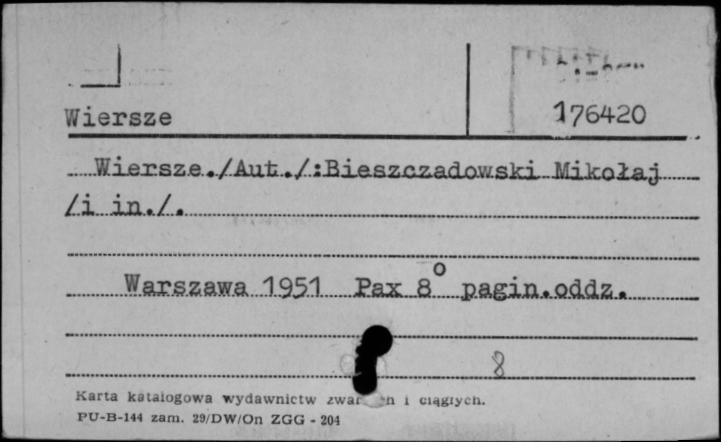 Wiersze
176420
Wiersze./Aut./:Bieszczadowski Mikołaj
/i in./.
Warszawa 1951 Pax 8° pagin.oddz.
8
Karta katalogowa wydawnictw i ciągłych.
PU-B-144 zam. 29/DW/On ZGG - 204